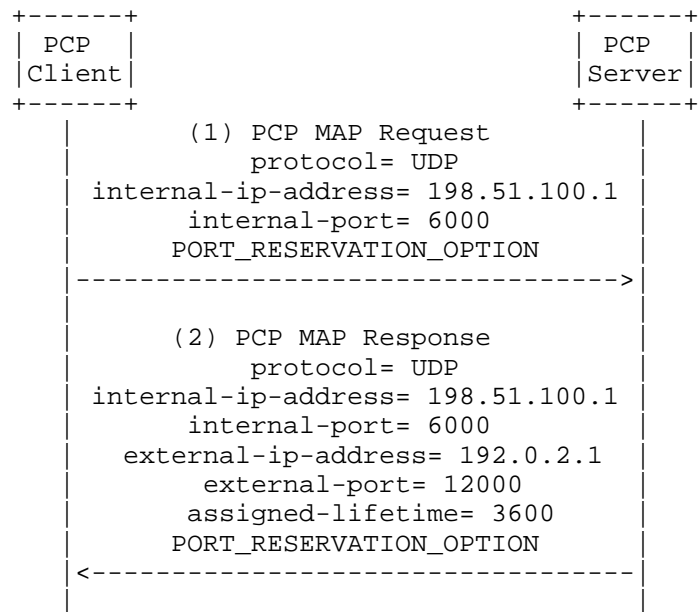 +------+                           +------+
| PCP  |                           | PCP  |
|Client|                           |Server|
+------+                           +------+
   |       (1) PCP MAP Request         |
   |           protocol= UDP           |
   | internal-ip-address= 198.51.100.1 |
   |       internal-port= 6000         |
   |      PORT_RESERVATION_OPTION      |
   |---------------------------------->|
   |                                   |
   |      (2) PCP MAP Response         |
   |           protocol= UDP           |
   | internal-ip-address= 198.51.100.1 |
   |       internal-port= 6000         |
   |   external-ip-address= 192.0.2.1  |
   |        external-port= 12000       |
   |       assigned-lifetime= 3600     |
   |      PORT_RESERVATION_OPTION      |
   |<----------------------------------|
   |                                   |